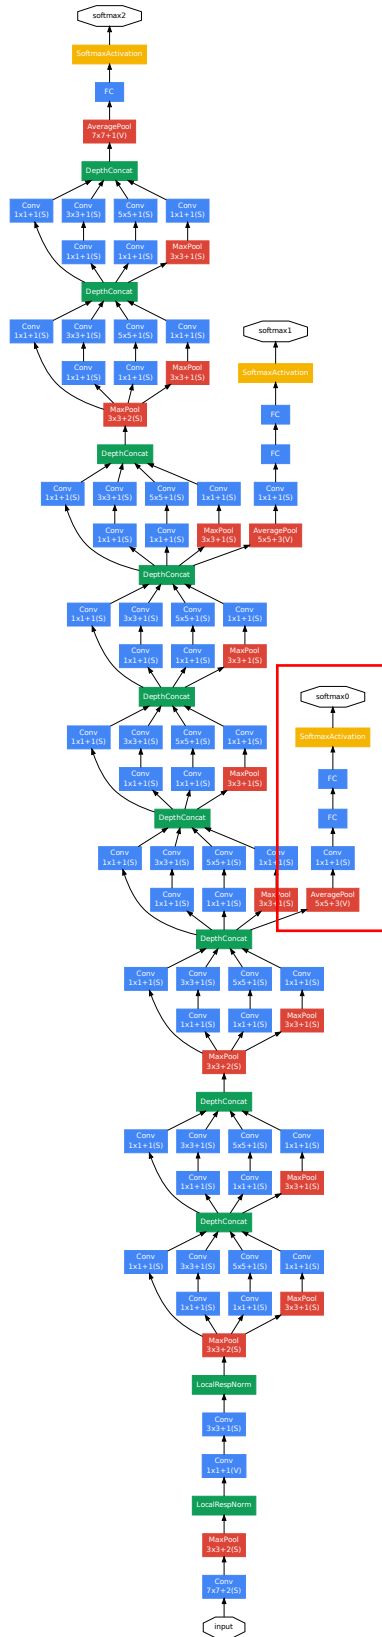 softmax2
SoftmaxActivation
FC
AveragePool
7x7+1(V)
DepthConcat
Conv Conv Conv Conv
1x1+1(S) 3x3+1(S) 5x5+1(S) 1x1+1(S)
Conv Conv MaxPool
1x1+1(S) 1x1+1(S) 3x3+1(S)
DepthConcat
Conv Conv Conv Conv
1x1+1(S) 3x3+1(S) 5x5+1(S) 1x1+1(S)
softmax1
Conv Conv MaxPool
1x1+1(S) 1x1+1(S) 3x3+1(S)
SoftmaxActivation
MaxPool
3x3+2(S)
FC
DepthConcat
FC
Conv Conv Conv Conv Conv
1x1+1(S) 3x3+1(S) 5x5+1(S) 1x1+1(S) 1x1+1(S)
Conv Conv MaxPool AveragePool
1x1+1(S) 1x1+1(S) 3x3+1(S) 5x5+3(V)
DepthConcat
Conv Conv Conv Conv
1x1+1(S) 3x3+1(S) 5x5+1(S) 1x1+1(S)
Conv Conv MaxPool
1x1+1(S) 1x1+1(S) 3x3+1(S)
DepthConcat
softmax0
Conv Conv Conv Conv
1x1+1(S) 3x3+1(S) 5x5+1(S) 1x1+1(S)
SoftmaxActivation
Conv Conv MaxPool
1x1+1(S) 1x1+1(S) 3x3+1(S)
FC
DepthConcat
FC
Conv Conv Conv Conv Conv
1x1+1(S) 3x3+1(S) 5x5+1(S) 1x1+1(S) 1x1+1(S)
Conv Conv MaxPool AveragePool
1x1+1(S) 1x1+1(S) 3x3+1(S) 5x5+3(V)
DepthConcat
Conv Conv Conv Conv
1x1+1(S) 3x3+1(S) 5x5+1(S) 1x1+1(S)
Conv Conv MaxPool
1x1+1(S) 1x1+1(S) 3x3+1(S)
MaxPool
3x3+2(S)
DepthConcat
Conv Conv Conv Conv
1x1+1(S) 3x3+1(S) 5x5+1(S) 1x1+1(S)
Conv Conv MaxPool
1x1+1(S) 1x1+1(S) 3x3+1(S)
DepthConcat
Conv Conv Conv Conv
1x1+1(S) 3x3+1(S) 5x5+1(S) 1x1+1(S)
Conv Conv MaxPool
1x1+1(S) 1x1+1(S) 3x3+1(S)
MaxPool
3x3+2(S)
LocalRespNorm
Conv
3x3+1(S)
Conv
1x1+1(V)
LocalRespNorm
MaxPool
3x3+2(S)
Conv
7x7+2(S)
input